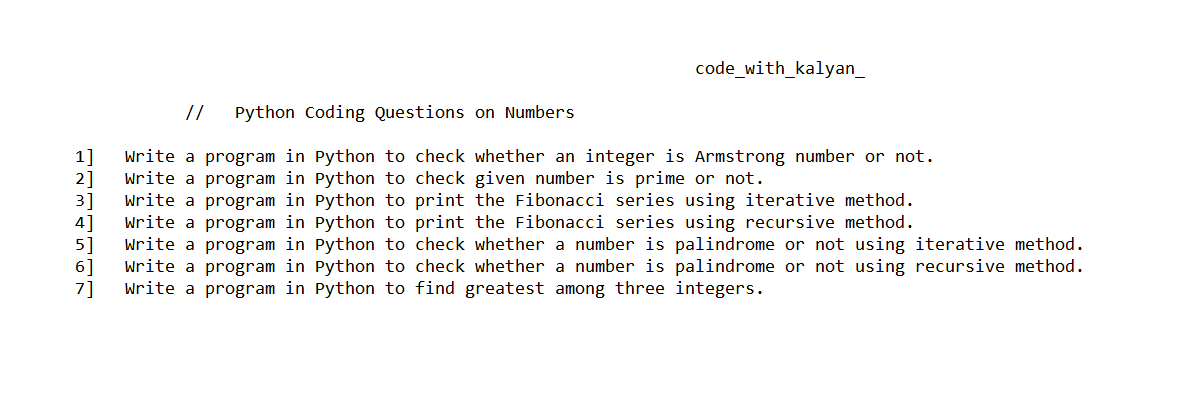 code_with_kalyan_
// Python Coding Questions on Numbers
1] Write a program in Python to check whether an integer is Armstrong number or not.
2] Write a program in Python to check given number is prime or not.
3] Write a program in Python to print the Fibonacci series using iterative method.
4] Write a program in Python to print the Fibonacci series using recursive method.
5] Write a program in Python to check whether a number is palindrome or not using iterative method.
6] Write a program in Python to check whether a number is palindrome or not using recursive method.
7] Write a program in Python to find greatest among three integers.